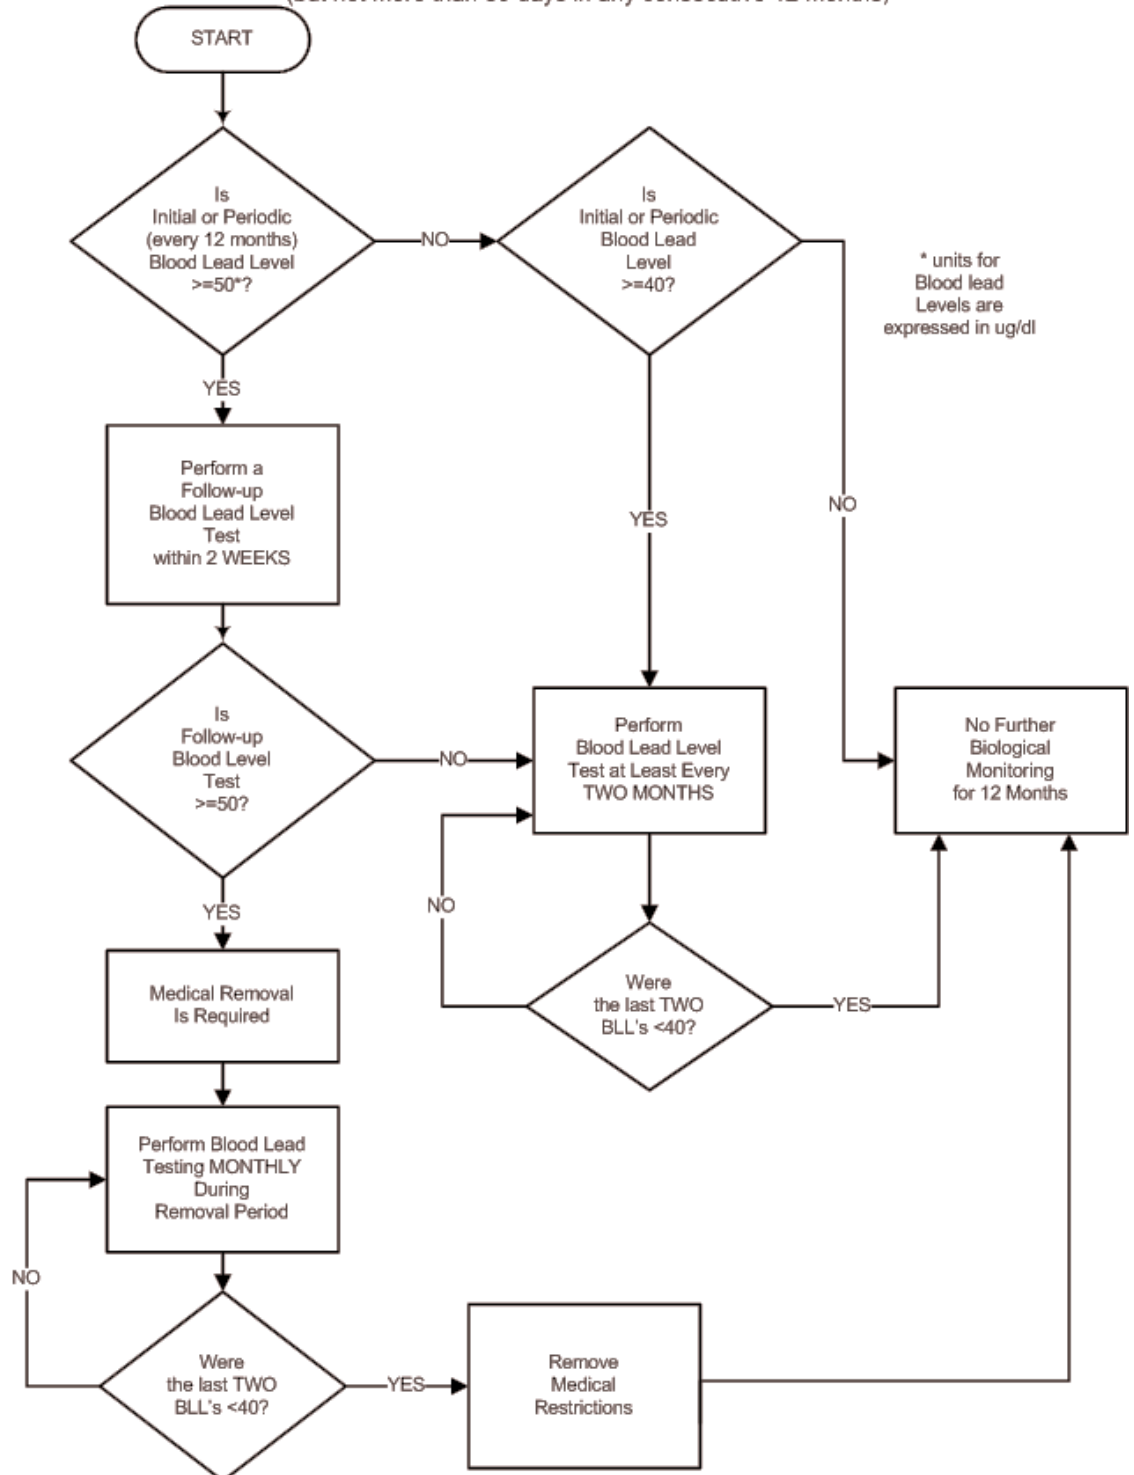 START
Is
Initial or Periodic
(every 12 months)
Blood Lead Level
>=50*?
NO
Is
Initial or Periodic
Blood Lead
Level
>=40?
* units for
Blood lead
Levels are
expressed in ug/dl
YES
Perform a
Follow-up
Blood Lead Level
Test
within 2 WEEKS
YES
NO
Is
Follow-up
Blood Level
Test
>=50?
NO
Perform
Blood Lead Level
Test at Least Every
TWO MONTHS
No Further
Biological
Monitoring
for 12 Months
YES
NO
Medical Removal
Is Required
Were
the last TWO
BLL's <40?
YES
Perform Blood Lead
Testing MONTHLY
During
Removal Period
NO
Were
the last TWO
BLL's <40?
YES
Remove
Medical
Restrictions